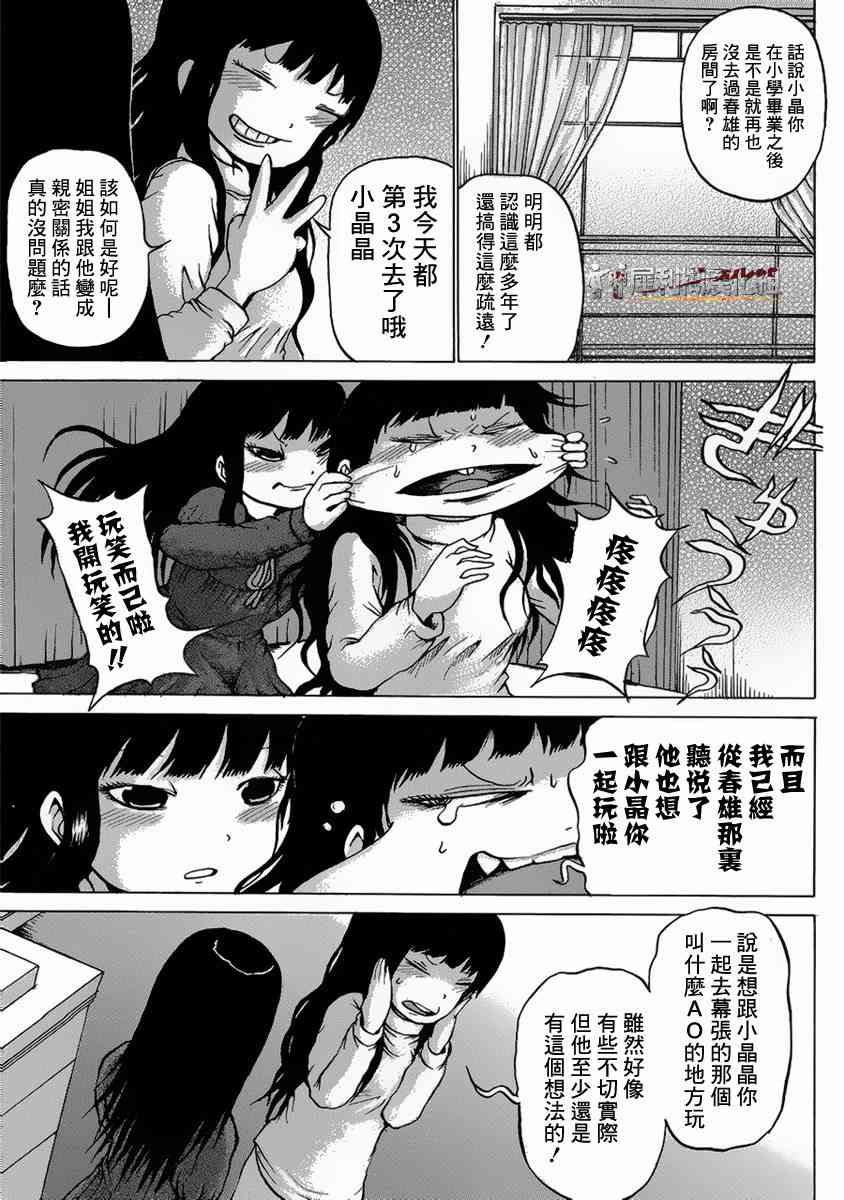 話說小晶你
在小學畢業之後
是不是就再也
沒去過春雄的
房間了啊?
明明都
認識這麼多年了
還搞得這麼疏遠!
我今天都
第3次去了哦
小晶晶
該如何是好呢—
姐姐我跟他變成
親密關係的話
真的沒問題麼?
疼疼疼疼
玩笑而已啦
我開玩笑的!!
而且
我已經
從春雄那裏
聽说了
他也想
跟小晶你
一起玩啦
說是想跟小晶晶你
一起去幕張的那個
叫什麼AO的地方玩
雖然好像
有些不切實際
但他至少還是
有這個想法的!